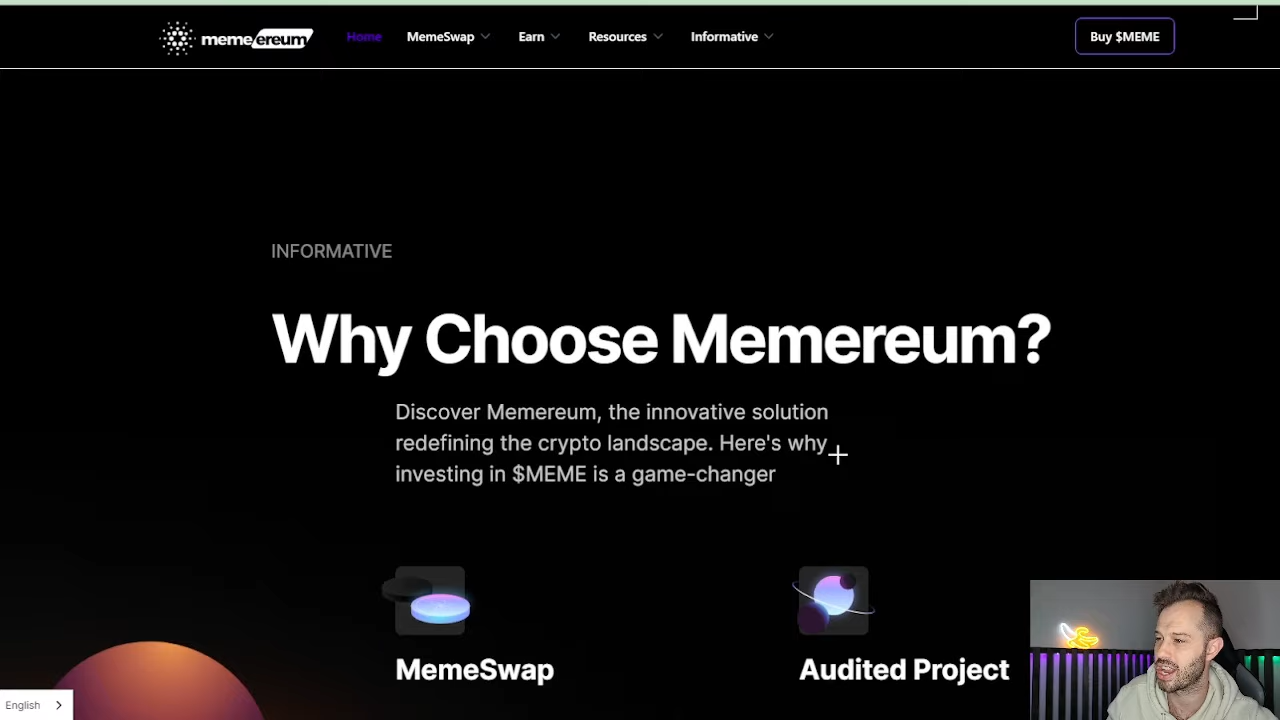 memeereum Home MemeSwap Earn Resources Informative Buy $MEME
INFORMATIVE
Why Choose Memereum?
Discover Memereum, the innovative solution
redefining the crypto landscape. Here's why
investing in $MEME is a game-changer
MemeSwap Audited Project
English